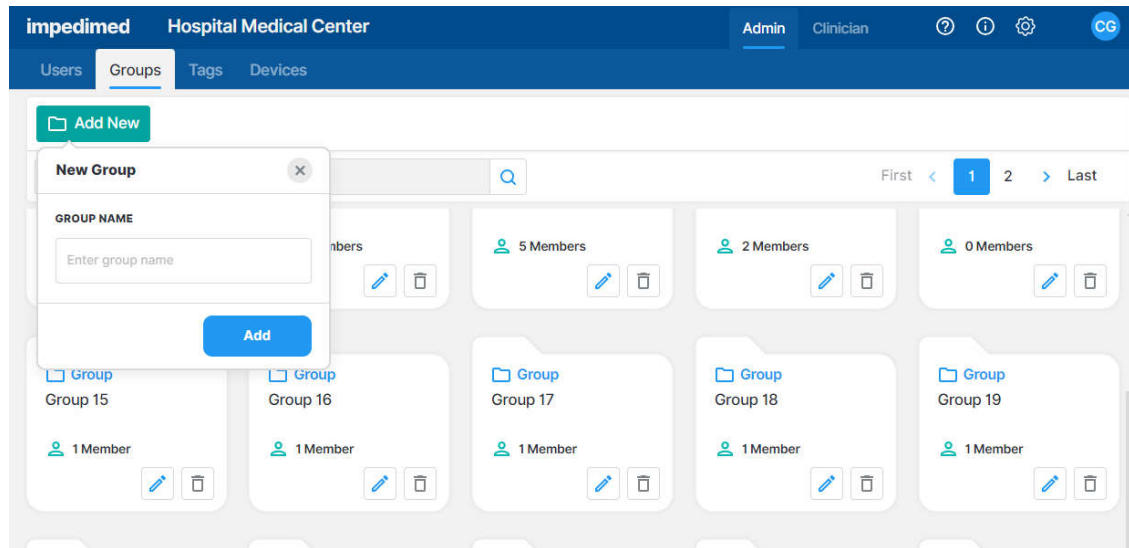 impedimed Hospital Medical Center Admin Clinician CG
Users Groups Tags Devices
Add New
New Group
First 1 2 Last
GROUP NAME
Enter group name
5 Members 2 Members 0 Members
Add
Group Group Group Group Group
Group 15 Group 16 Group 17 Group 18 Group 19
1 Member 1 Member 1 Member 1 Member 1 Member